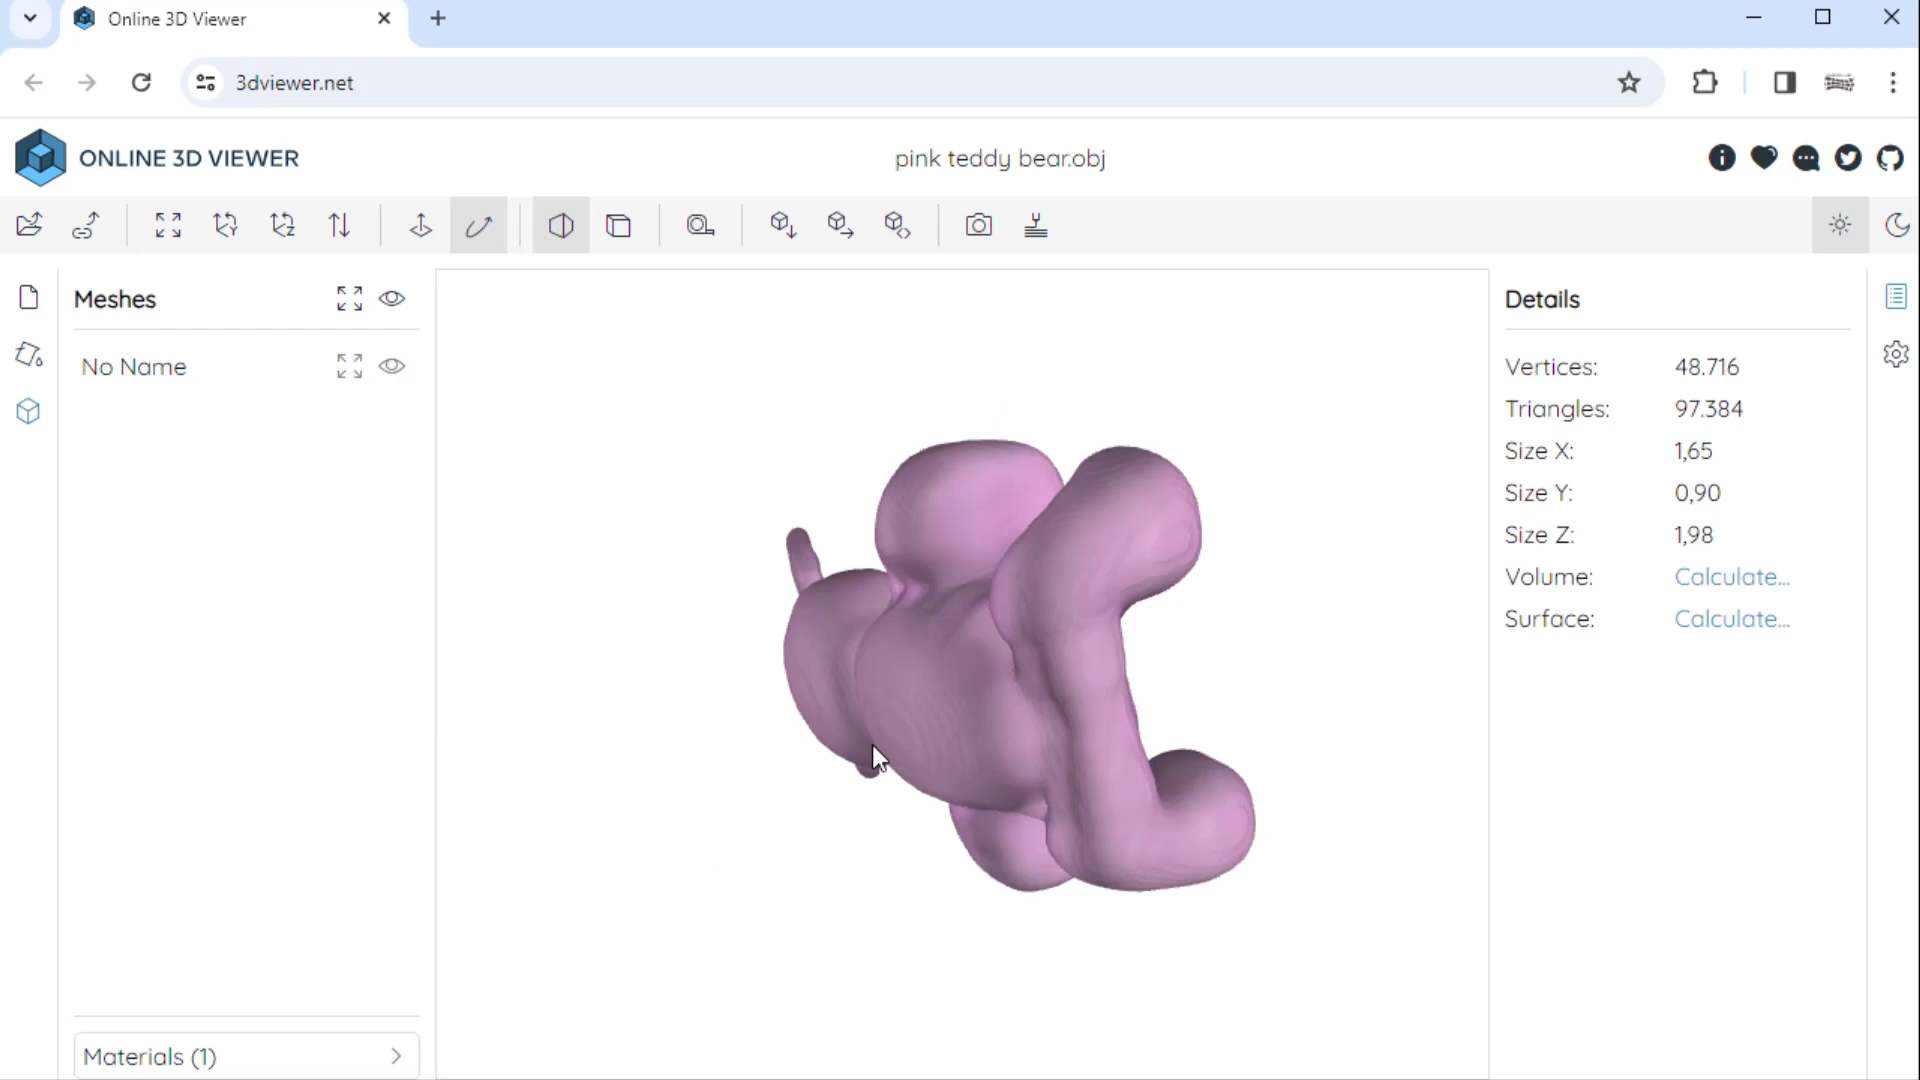 Online 3D Viewer
3dviewer.net
ONLINE 3D VIEWER
pink teddy bear.obj
Meshes
No Name
Materials (1)
Details
Vertices: 48.716
Triangles: 97.384
Size X: 1,65
Size Y: 0,90
Size Z: 1,98
Volume: Calculate...
Surface: Calculate...